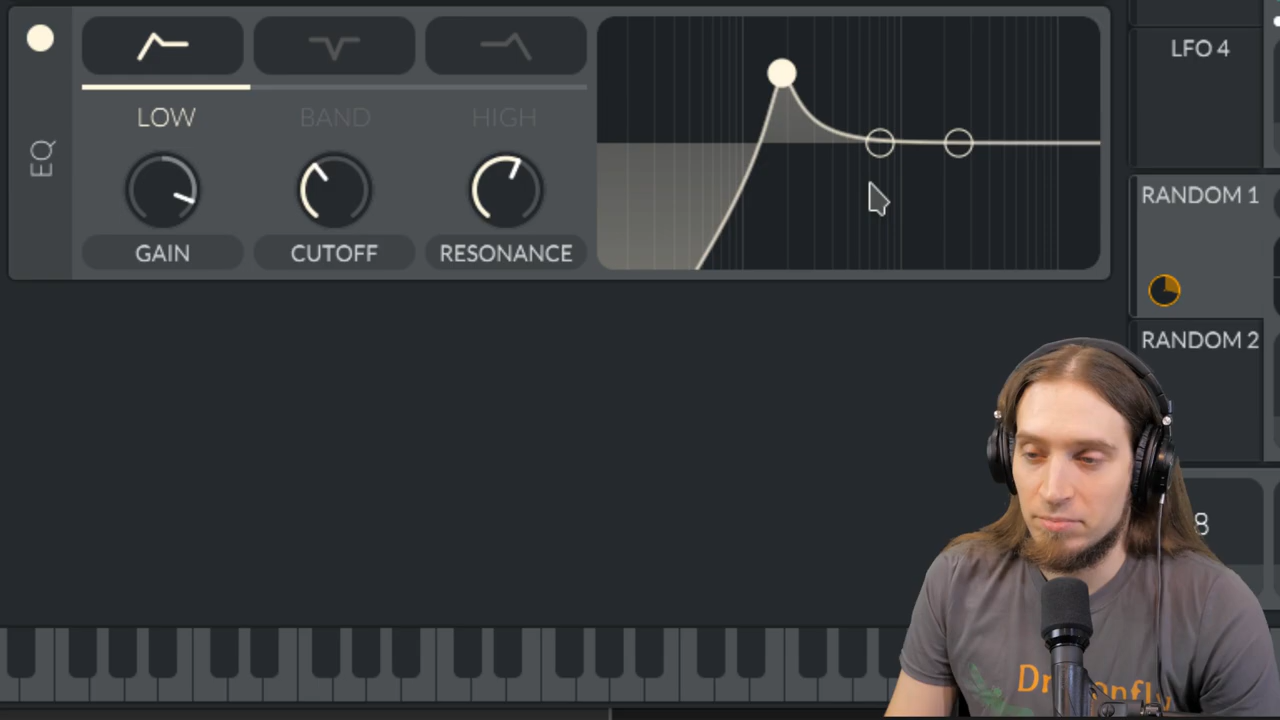 LFO 4
LOW
BAND
HIGH
EQ
GAIN
CUTOFF
RESONANCE
RANDOM 1
RANDOM 2
8